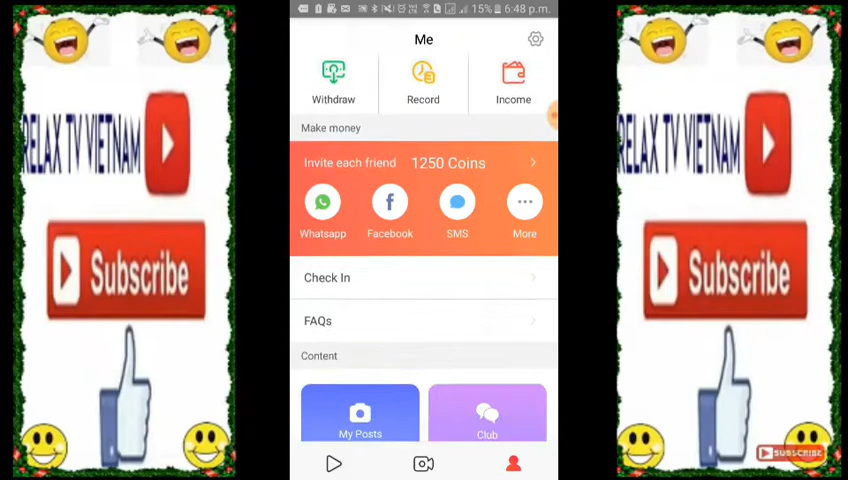 15% 6:48 p.m.
Me
Withdraw
Record
Income
Make money
Invite each friend 1250 Coins
Whatsapp
Facebook
SMS
More
Check In
FAQs
Content
My Posts
Club
RELAX TV VIETNAM
Subscribe
RELAX TV VIETNAM
Subscribe
SUBSCRIBE